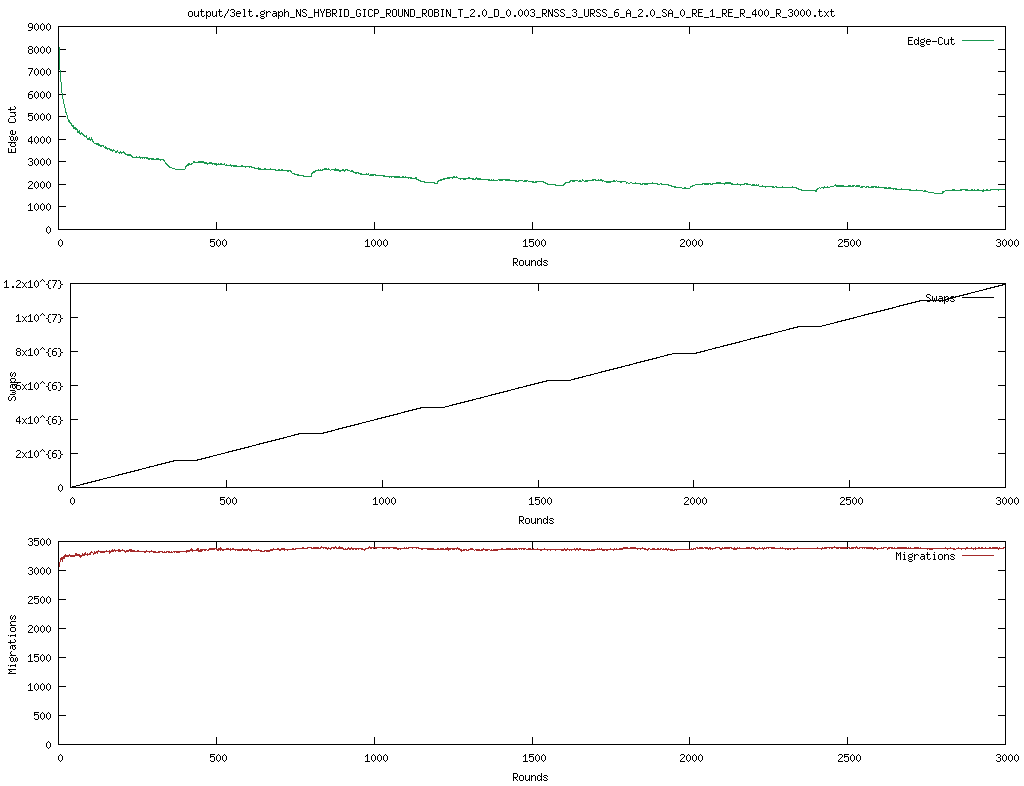 output/3elt.graph_NS_HYBRID_GICP_ROUND_ROBIN_T_2.0_D_0.003_RNSS_3_URSS_6_A_2.0_SA_0_RE_1_RE_R_400_R_3000.txt
9000
8000
7000
6000
5000
4000
3000
2000
1000
0
Edge Cut
Edge-Cut
0 500 1000 1500 2000 2500 3000
Rounds
1.2x10^{7}
1x10^{7}
8x10^{6}
6x10^{6}
4x10^{6}
2x10^{6}
0
Swaps
Swaps
0 500 1000 1500 2000 2500 3000
Rounds
3500
3000
2500
2000
1500
1000
500
0
Migrations
Migrations
0 500 1000 1500 2000 2500 3000
Rounds